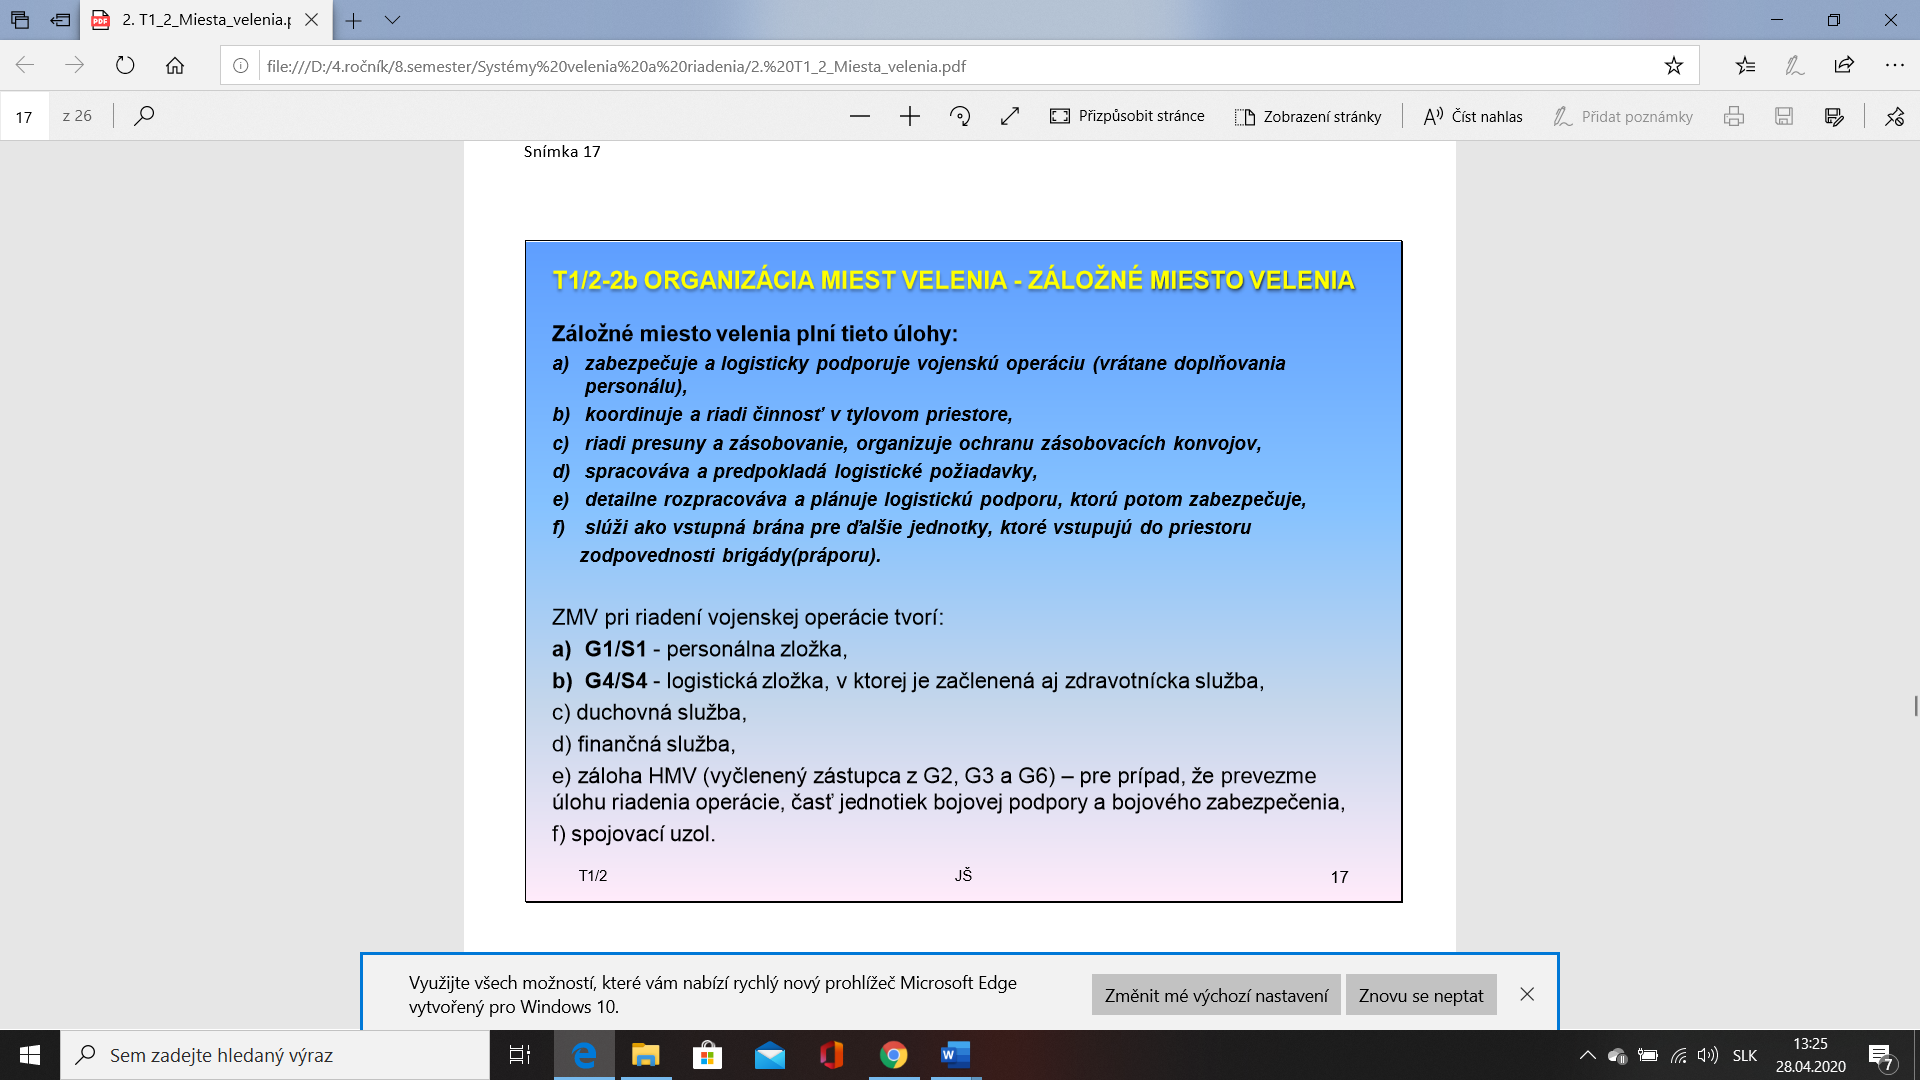 2. T1_2_Miesta_velenia.p
file:///D:/4.ročník/8.semester/Systémy%20velenia%20a%20riadenia/2.%20T1_2_Miesta_velenia.pdf
17 z 26
Přizpůsobit stránce
Zobrazení stránky
Číst nahlas
Přidat poznámky
Snímka 17
T1/2-2b ORGANIZÁCIA MIEST VELENIA - ZÁLOŽNÉ MIESTO VELENIA
Záložné miesto velenia plní tieto úlohy:
a) zabezpečuje a logisticky podporuje vojenskú operáciu (vrátane doplňovania
personálu),
b) koordinuje a riadi činnosť v tylovom priestore,
c) riadi presuny a zásobovanie, organizuje ochranu zásobovacích konvojov,
d) spracováva a predpokladá logistické požiadavky,
e) detailne rozpracováva a plánuje logistickú podporu, ktorú potom zabezpečuje,
f) slúži ako vstupná brána pre ďalšie jednotky, ktoré vstupujú do priestoru
zodpovednosti brigády(práporu).
ZMV pri riadení vojenskej operácie tvorí:
a) G1/S1 - personálna zložka,
b) G4/S4 - logistická zložka, v ktorej je začlenená aj zdravotnícka služba,
c) duchovná služba,
d) finančná služba,
e) záloha HMV (vyčlenený zástupca z G2, G3 a G6) – pre prípad, že prevezme
úlohu riadenia operácie, časť jednotiek bojovej podpory a bojového zabezpečenia,
f) spojovací uzol.
T1/2 JŠ 17
Využijte všech možností, které vám nabízí rychlý nový prohlížeč Microsoft Edge
vytvořený pro Windows 10.
Změnit mé výchozí nastavení
Znovu se neptat
Sem zadejte hledaný výraz
SLK
13:25
28.04.2020
7